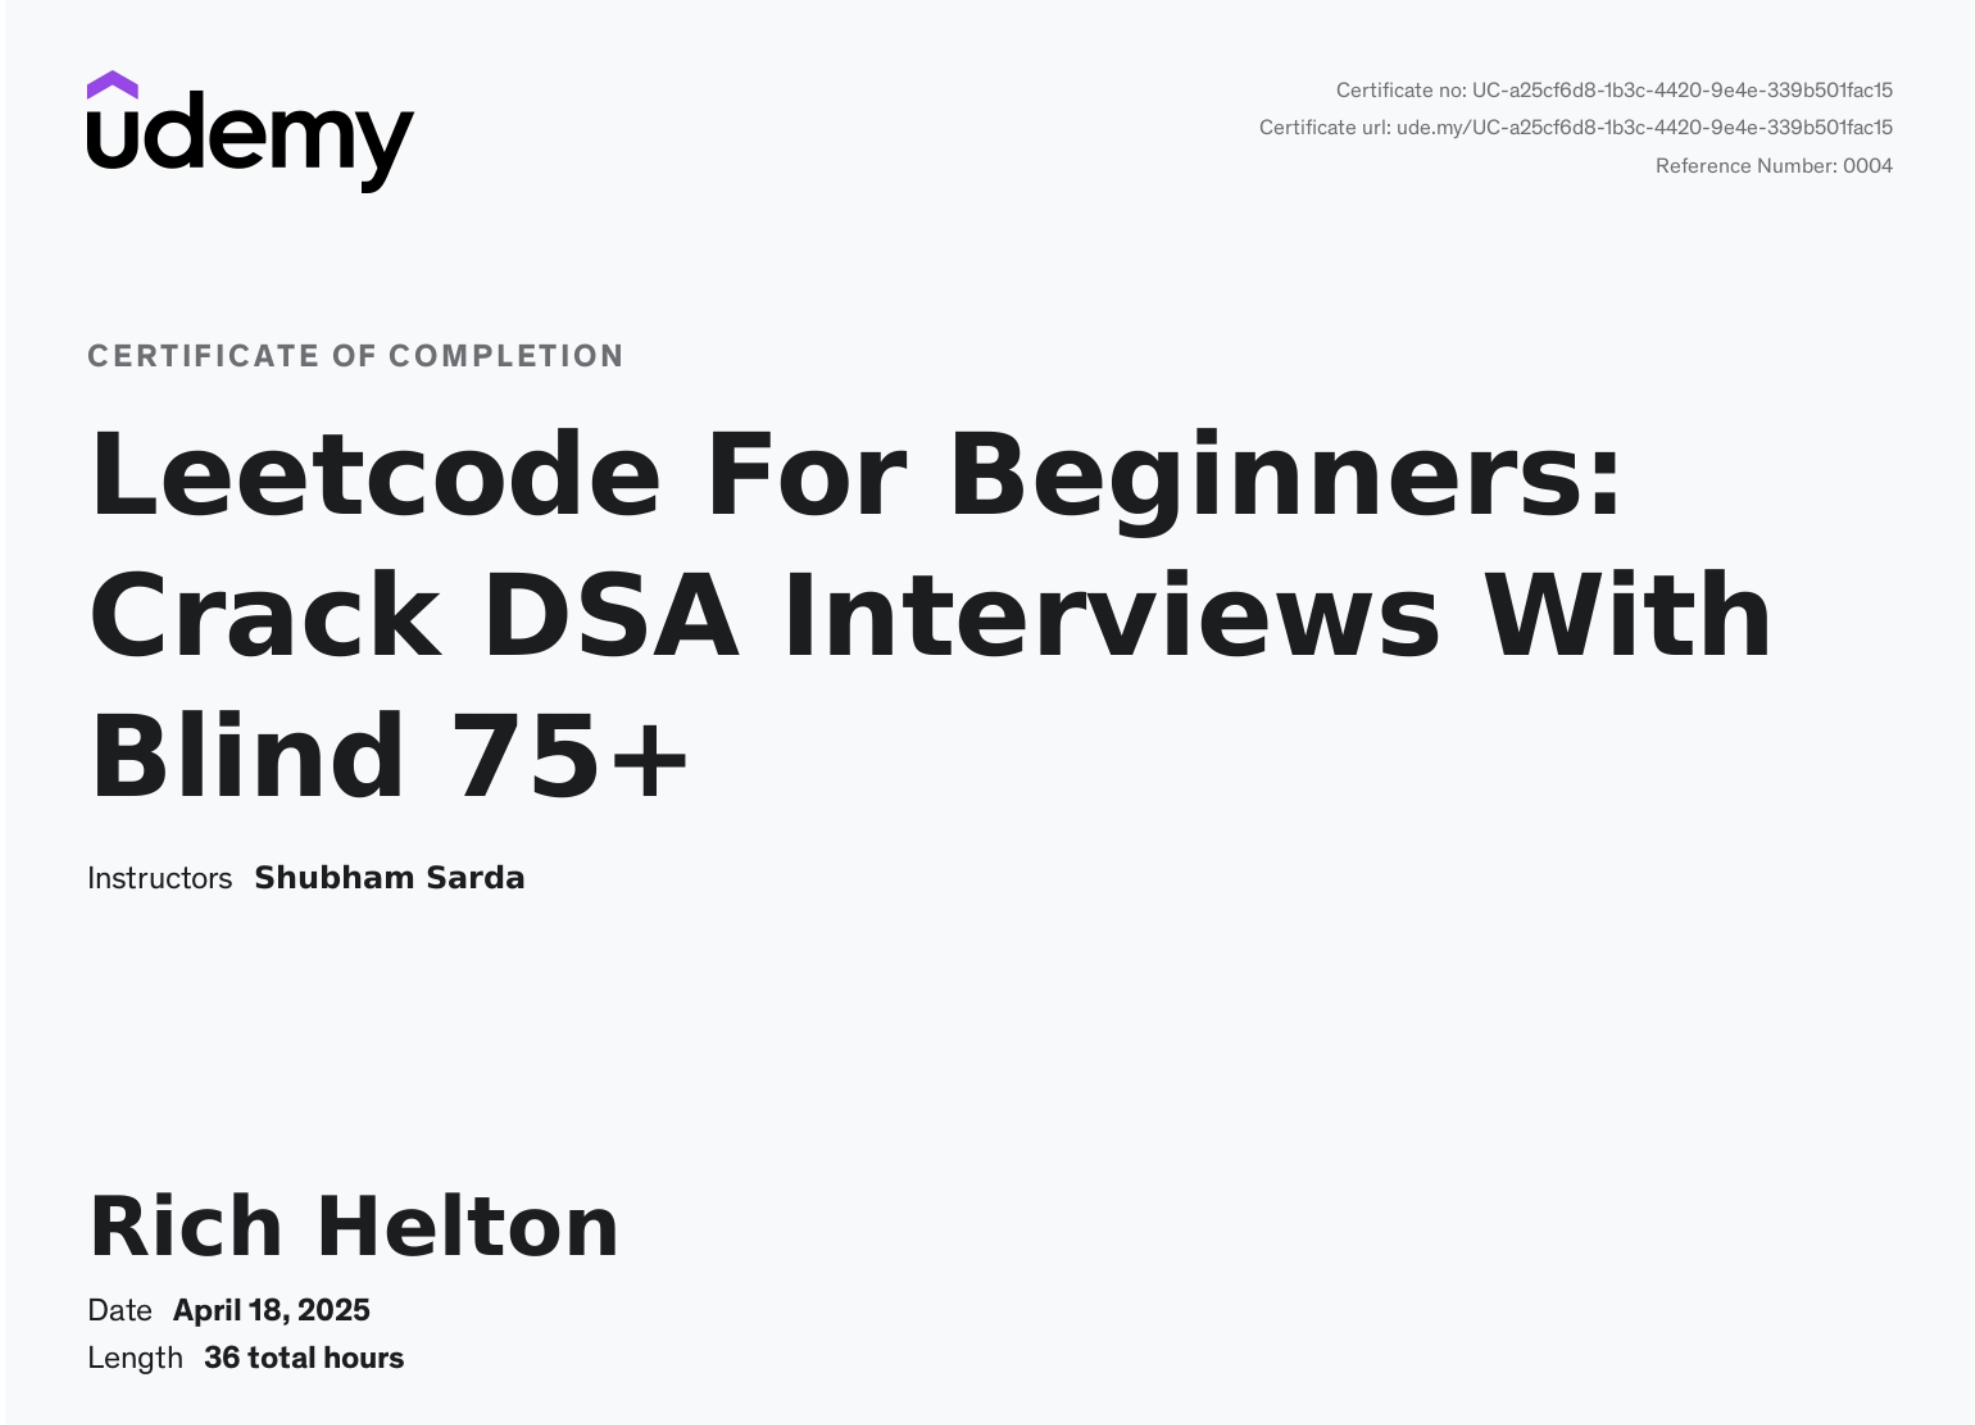 udemy
Certificate no: UC-a25cf6d8-1b3c-4420-9e4e-339b501fac15
Certificate url: ude.my/UC-a25cf6d8-1b3c-4420-9e4e-339b501fac15
Reference Number: 0004
CERTIFICATE OF COMPLETION
Leetcode For Beginners:
Crack DSA Interviews With
Blind 75+
Instructors Shubham Sarda
Rich Helton
Date April 18, 2025
Length 36 total hours